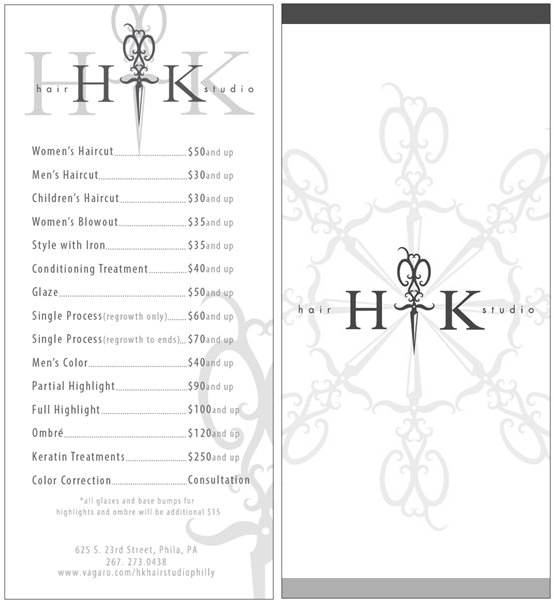 hair H K studio
Women's Haircut $50 and up
Men's Haircut $30 and up
Children's Haircut $30 and up
Women's Blowout $35 and up
Style with Iron $35 and up
Conditioning Treatment $40 and up
Glaze $50 and up
Single Process (regrowth only) $60 and up
Single Process (regrowth to ends) $70 and up
Men's Color $40 and up
Partial Highlight $90 and up
Full Highlight $100 and up
Ombré $120 and up
Keratin Treatments $250 and up
Color Correction Consultation
*all glazes and base bumps for
highlights and ombre will be additional $15
625 S. 23rd Street, Phila, PA
267. 273.0438
www.vagaro.com/hkhairstudiophilly
hair H K studio